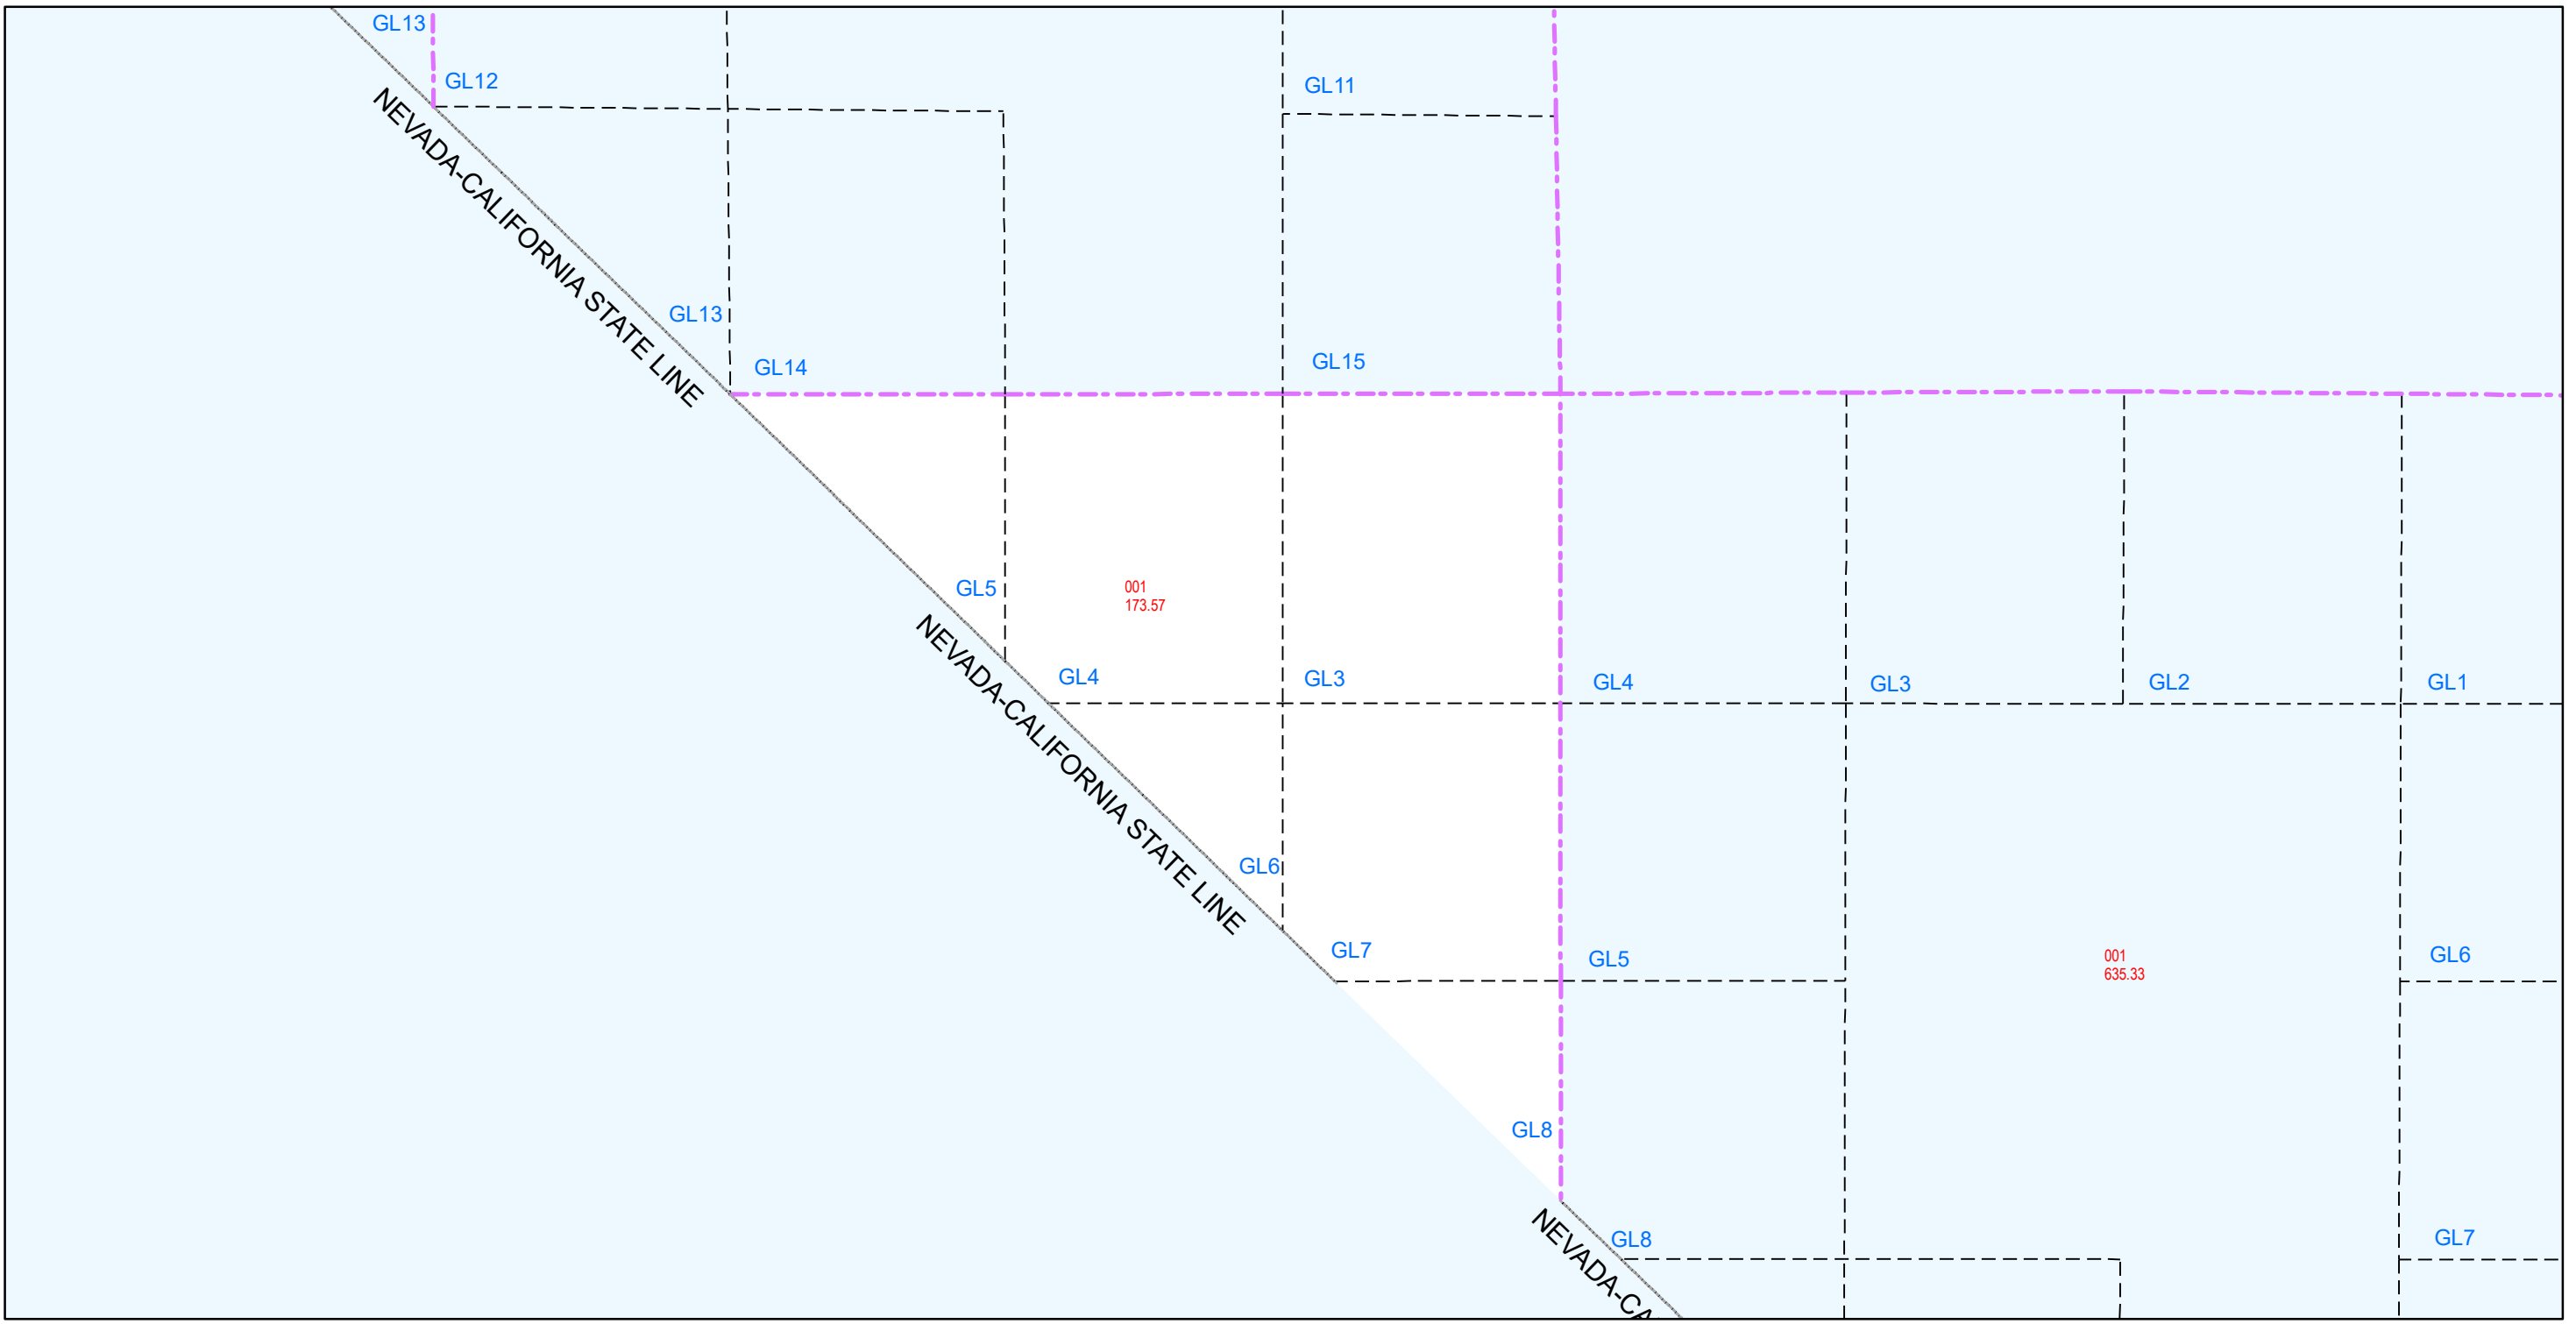 GL13
GL12
GL11
NEVADA-CALIFORNIA STATE LINE
GL13
GL14
GL15
GL5
001
173.57
GL4
GL3
GL4
GL3
GL2
GL1
NEVADA-CALIFORNIA STATE LINE
GL6
GL7
GL5
001
635.33
GL6
GL8
GL8
GL7
NEVADA-CA